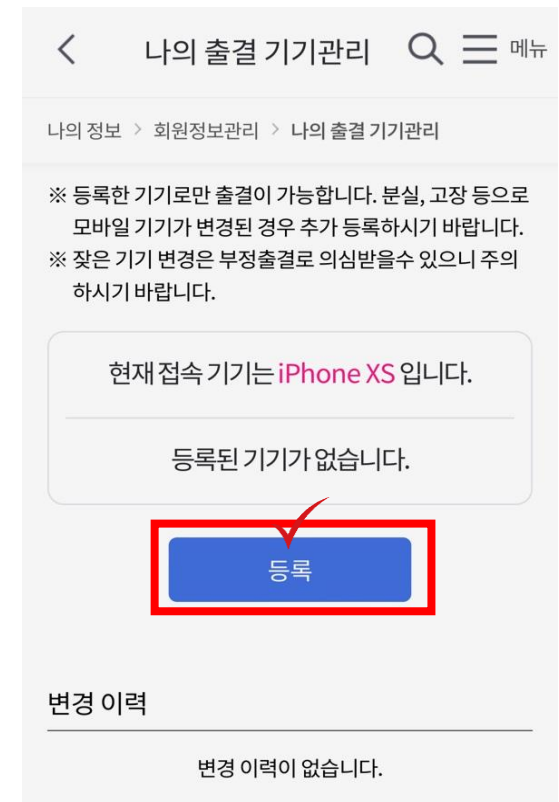 나의 출결 기기관리 메뉴
나의 정보 > 회원정보관리 > 나의 출결 기기관리
※ 등록한 기기로만 출결이 가능합니다. 분실, 고장 등으로
모바일 기기가 변경된 경우 추가 등록하시기 바랍니다.
※ 잦은 기기 변경은 부정출결로 의심받을수 있으니 주의
하시기 바랍니다.
현재 접속 기기는 iPhone XS 입니다.
등록된 기기가 없습니다.
등록
변경 이력
변경 이력이 없습니다.